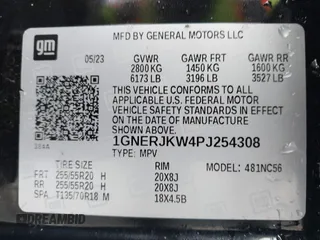 gm
MFD BY GENERAL MOTORS LLC
05/23 GVWR GAWR FRT GAWR RR
2800 KG 1450 KG 1600 KG
6173 LB 3196 LB 3527 LB
THIS VEHICLE CONFORMS TO ALL
APPLICABLE U.S. FEDERAL MOTOR
VEHICLE SAFETY STANDARDS IN
EFFECT ON THE DATE OF
MANUFACTURE SHOWN ABOVE.
1GNERJKW4PJ254308
TYPE: MPV MODEL: 481NC56
TIRE SIZE RIM
FRT 255/55R20 H 20X8J
RR 255/55R20 H 20X8J
SPA T135/70R18 M 18X4.5B
DREAMBID